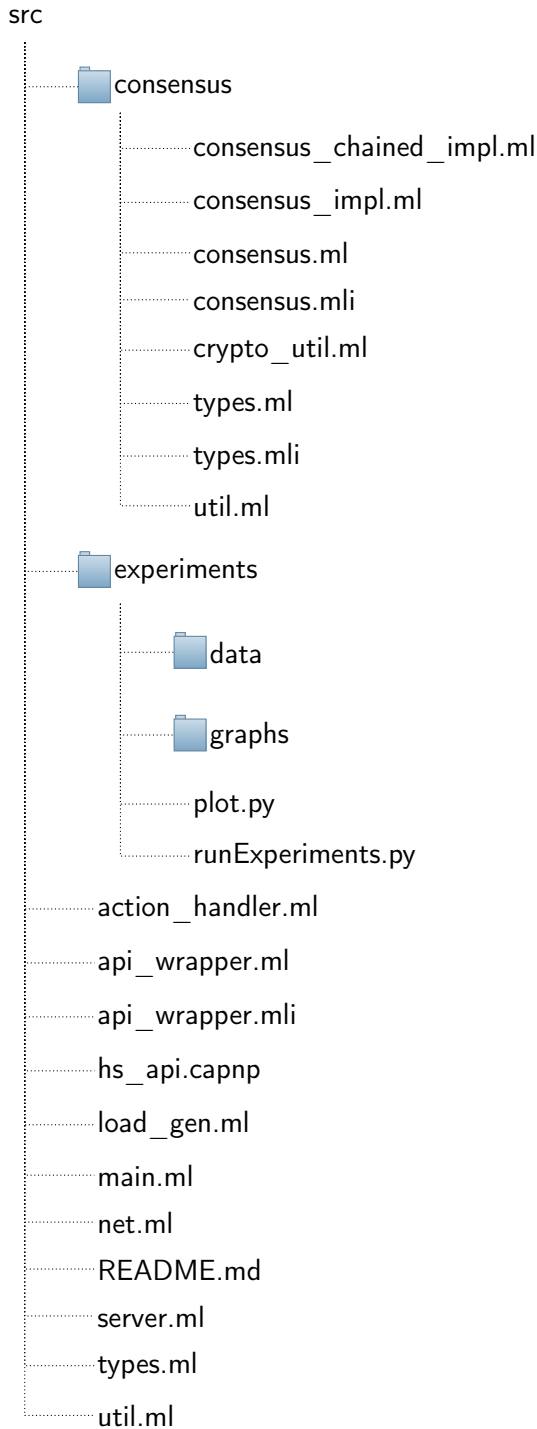 src
consensus
consensus_chained_impl.ml
consensus_impl.ml
consensus.ml
consensus.mli
crypto_util.ml
types.ml
types.mli
util.ml
experiments
data
graphs
plot.py
runExperiments.py
action_handler.ml
api_wrapper.ml
api_wrapper.mli
hs_api.capnp
load_gen.ml
main.ml
net.ml
README.md
server.ml
types.ml
util.ml